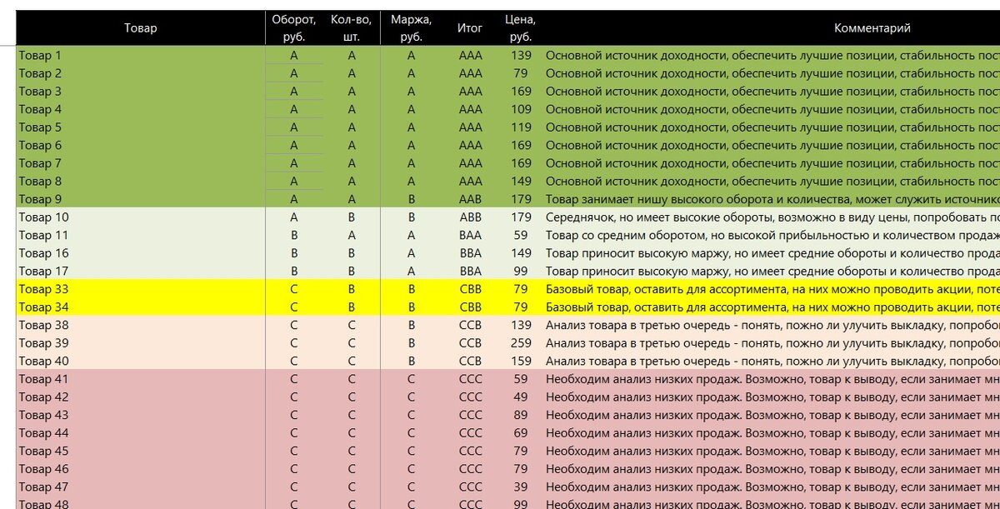 Товар Оборот, руб. Кол-во, шт. Маржа, руб. Итог Цена, руб. Комментарий
Товар 1 A A A AAA 139 Основной источник доходности, обеспечить лучшие позиции, стабильность пост
Товар 2 A A A AAA 79 Основной источник доходности, обеспечить лучшие позиции, стабильность пост
Товар 3 A A A AAA 169 Основной источник доходности, обеспечить лучшие позиции, стабильность пост
Товар 4 A A A AAA 109 Основной источник доходности, обеспечить лучшие позиции, стабильность пост
Товар 5 A A A AAA 119 Основной источник доходности, обеспечить лучшие позиции, стабильность пост
Товар 6 A A A AAA 169 Основной источник доходности, обеспечить лучшие позиции, стабильность пост
Товар 7 A A A AAA 169 Основной источник доходности, обеспечить лучшие позиции, стабильность пост
Товар 8 A A A AAA 149 Основной источник доходности, обеспечить лучшие позиции, стабильность пост
Товар 9 A A B AAB 179 Товар занимает нишу высокого оборота и количества, может служить источнико
Товар 10 A B B ABB 179 Середнячок, но имеет высокие обороты, возможно в виду цены, попробовать по
Товар 11 B A A BAA 59 Товар со средним оборотом, но высокой прибыльностью и количеством продаж
Товар 16 B B A BBA 149 Товар приносит высокую маржу, но имеет средние обороты и количество прода
Товар 17 B B A BBA 99 Товар приносит высокую маржу, но имеет средние обороты и количество прода
Товар 33 C B B CBB 79 Базовый товар, оставить для ассортимента, на них можно проводить акции, поте
Товар 34 C B B CBB 79 Базовый товар, оставить для ассортимента, на них можно проводить акции, поте
Товар 38 C C B CCB 139 Анализ товара в третью очередь - понять, пожно ли улучить выкладку, попробо
Товар 39 C C B CCB 259 Анализ товара в третью очередь - понять, пожно ли улучить выкладку, попробо
Товар 40 C C B CCB 159 Анализ товара в третью очередь - понять, пожно ли улучить выкладку, попробо
Товар 41 C C C CCC 59 Необходим анализ низких продаж. Возможно, товар к выводу, если занимает мн
Товар 42 C C C CCC 49 Необходим анализ низких продаж. Возможно, товар к выводу, если занимает мн
Товар 43 C C C CCC 89 Необходим анализ низких продаж. Возможно, товар к выводу, если занимает мн
Товар 44 C C C CCC 69 Необходим анализ низких продаж. Возможно, товар к выводу, если занимает мн
Товар 45 C C C CCC 79 Необходим анализ низких продаж. Возможно, товар к выводу, если занимает мн
Товар 46 C C C CCC 79 Необходим анализ низких продаж. Возможно, товар к выводу, если занимает мн
Товар 47 C C C CCC 39 Необходим анализ низких продаж. Возможно, товар к выводу, если занимает мн
Товар 48 C C C CCC 99 Необходим анализ низких продаж. Возможно, товар к выводу, если занимает мн